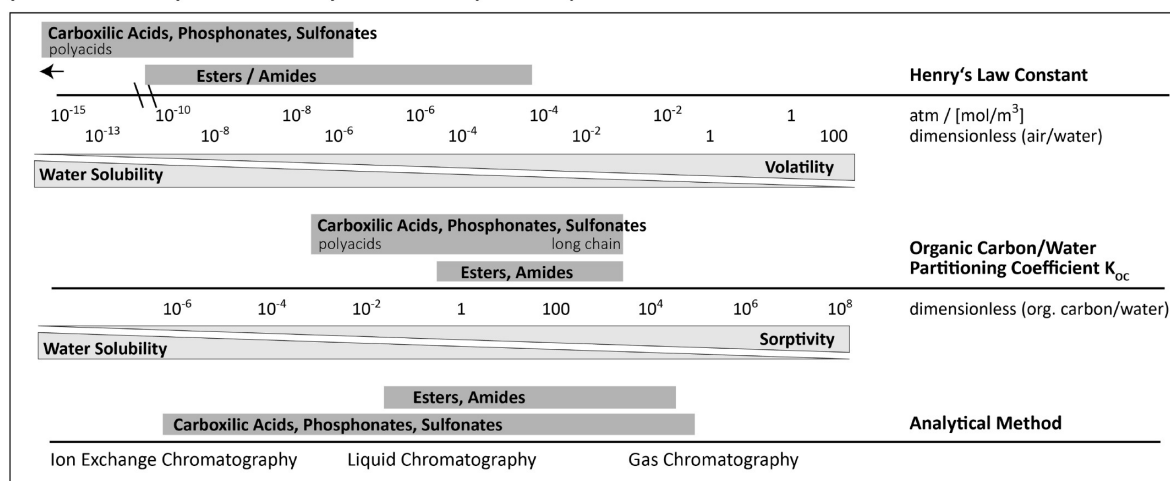 Carboxilic Acids, Phosphonates, Sulfonates
polyacids
Esters / Amides
Henry‘s Law Constant
10⁻¹⁵ 10⁻¹⁰ 10⁻⁸ 10⁻⁶ 10⁻⁴ 10⁻² 1 atm / [mol/m³]
10⁻¹³ 10⁻⁸ 10⁻⁶ 10⁻⁴ 10⁻² 1 100 dimensionless (air/water)
Water Solubility Volatility
Carboxilic Acids, Phosphonates, Sulfonates
polyacids long chain
Organic Carbon/Water
Esters, Amides Partitioning Coefficient K_OC
10⁻⁶ 10⁻⁴ 10⁻² 1 100 10⁴ 10⁶ 10⁸ dimensionless (org. carbon/water)
Water Solubility Sorptivity
Esters, Amides
Carboxilic Acids, Phosphonates, Sulfonates Analytical Method
Ion Exchange Chromatography Liquid Chromatography Gas Chromatography